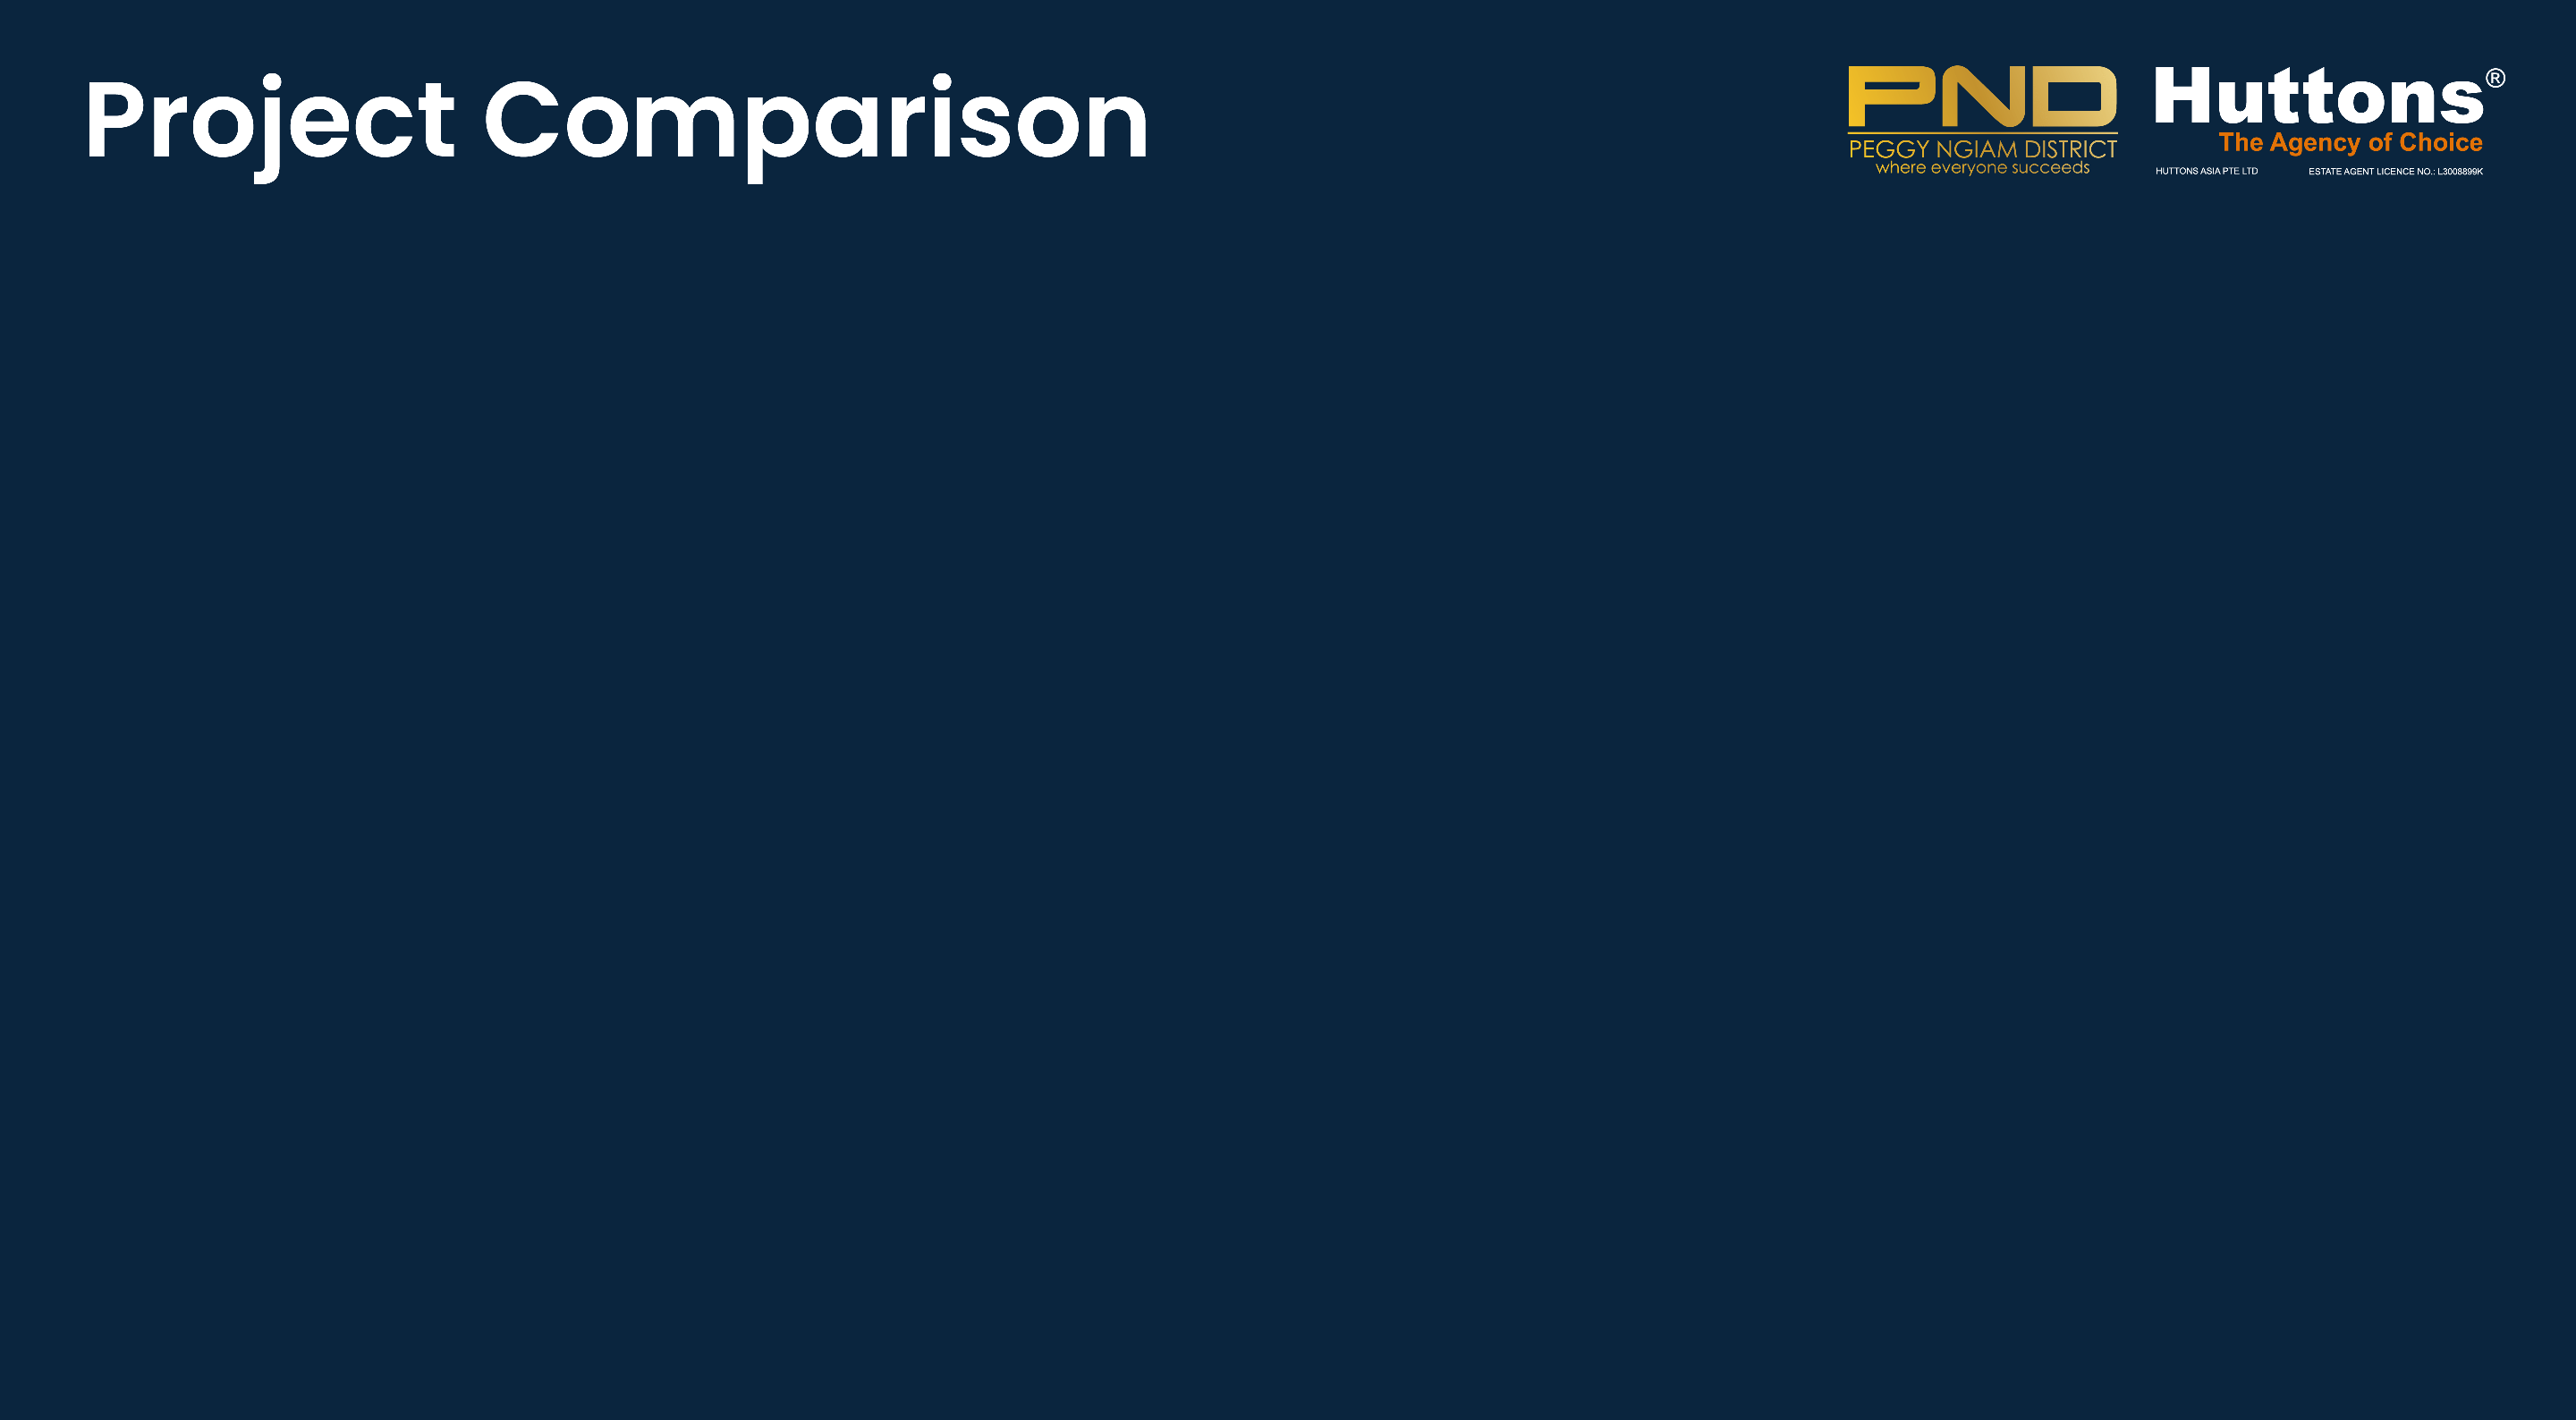 Project Comparison
PND
PEGGY NGIAM DISTRICT
where everyone succeeds
Huttons®
The Agency of Choice
HUTTONS ASIA PTE LTD ESTATE AGENT LICENCE NO.: L3008899K